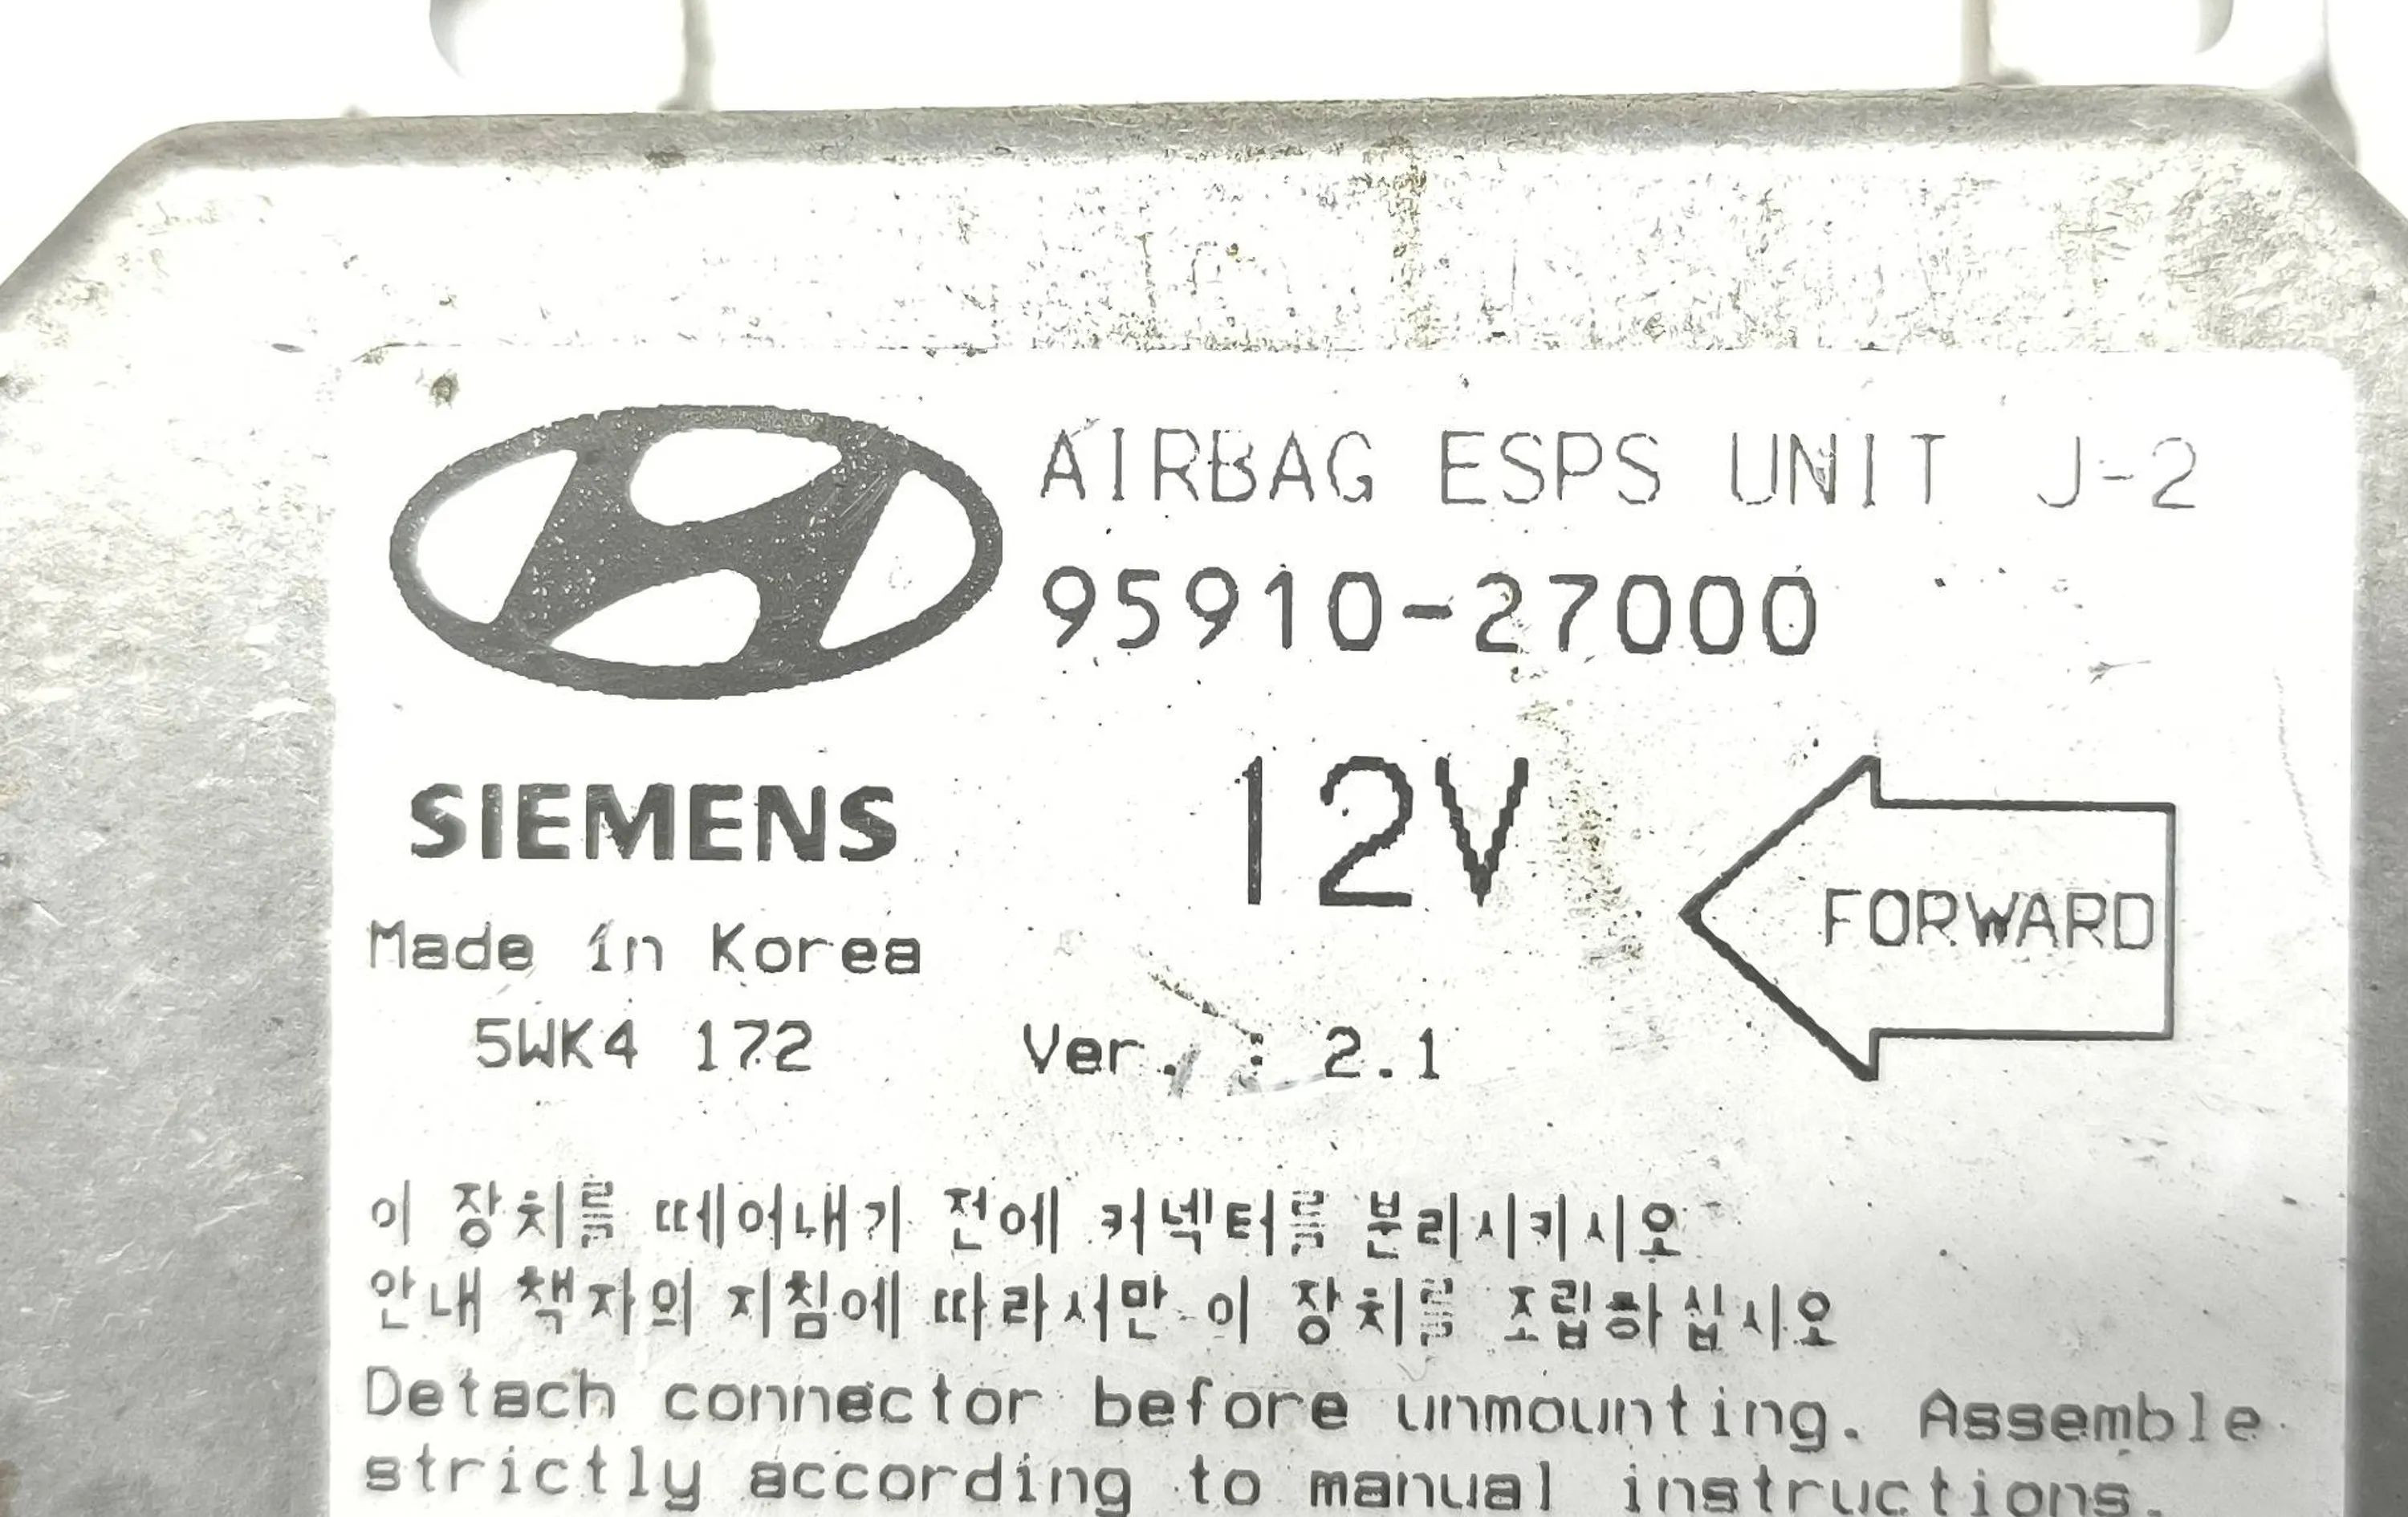 AIRBAG ESPS UNIT J-2
95910-27000
SIEMENS
12V
FORWARD
Made in Korea
5WK4 172 Ver. : 2.1
이 장치를 떼어내기 전에 커넥터를 분리시키시오
안내 책자의 지침에 따라서만 이 장치를 조립하십시오
Detach connector before unmounting. Assemble
strictly according to manual instructions.